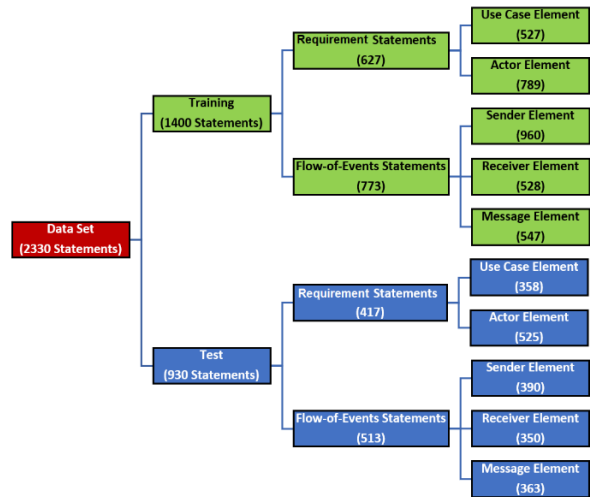 Data Set
(2330 Statements)
Training
(1400 Statements)
Requirement Statements
(627)
Use Case Element
(527)
Actor Element
(789)
Flow-of-Events Statements
(773)
Sender Element
(960)
Receiver Element
(528)
Message Element
(547)
Test
(930 Statements)
Requirement Statements
(417)
Use Case Element
(358)
Actor Element
(525)
Flow-of-Events Statements
(513)
Sender Element
(390)
Receiver Element
(350)
Message Element
(363)